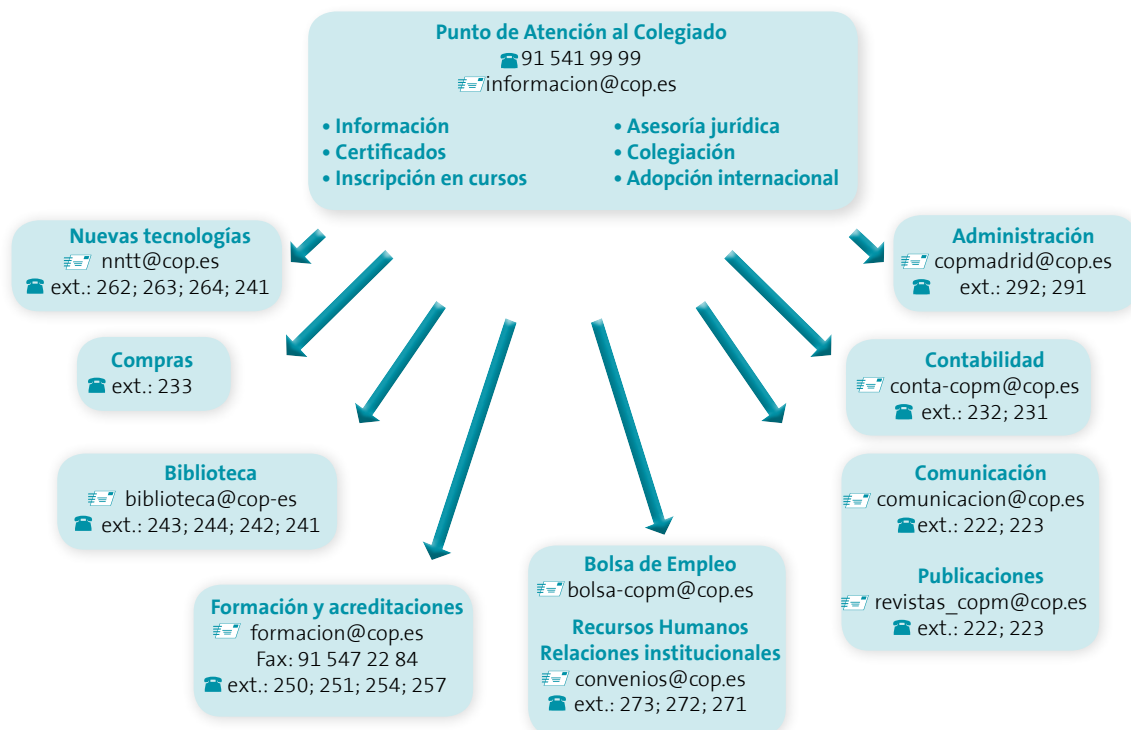 Punto de Atención al Colegiado
91 541 99 99
informacion@cop.es
• Información
• Certificados
• Inscripción en cursos
• Asesoría jurídica
• Colegiación
• Adopción internacional
Nuevas tecnologías
nntt@cop.es
ext.: 262; 263; 264; 241
Administración
copmadrid@cop.es
ext.: 292; 291
Compras
ext.: 233
Contabilidad
conta-copm@cop.es
ext.: 232; 231
Biblioteca
biblioteca@cop-es
ext.: 243; 244; 242; 241
Comunicación
comunicacion@cop.es
ext.: 222; 223
Publicaciones
revistas_copm@cop.es
ext.: 222; 223
Formación y acreditaciones
formacion@cop.es
Fax: 91 547 22 84
ext.: 250; 251; 254; 257
Bolsa de Empleo
bolsa-copm@cop.es
Recursos Humanos
Relaciones institucionales
convenios@cop.es
ext.: 273; 272; 271